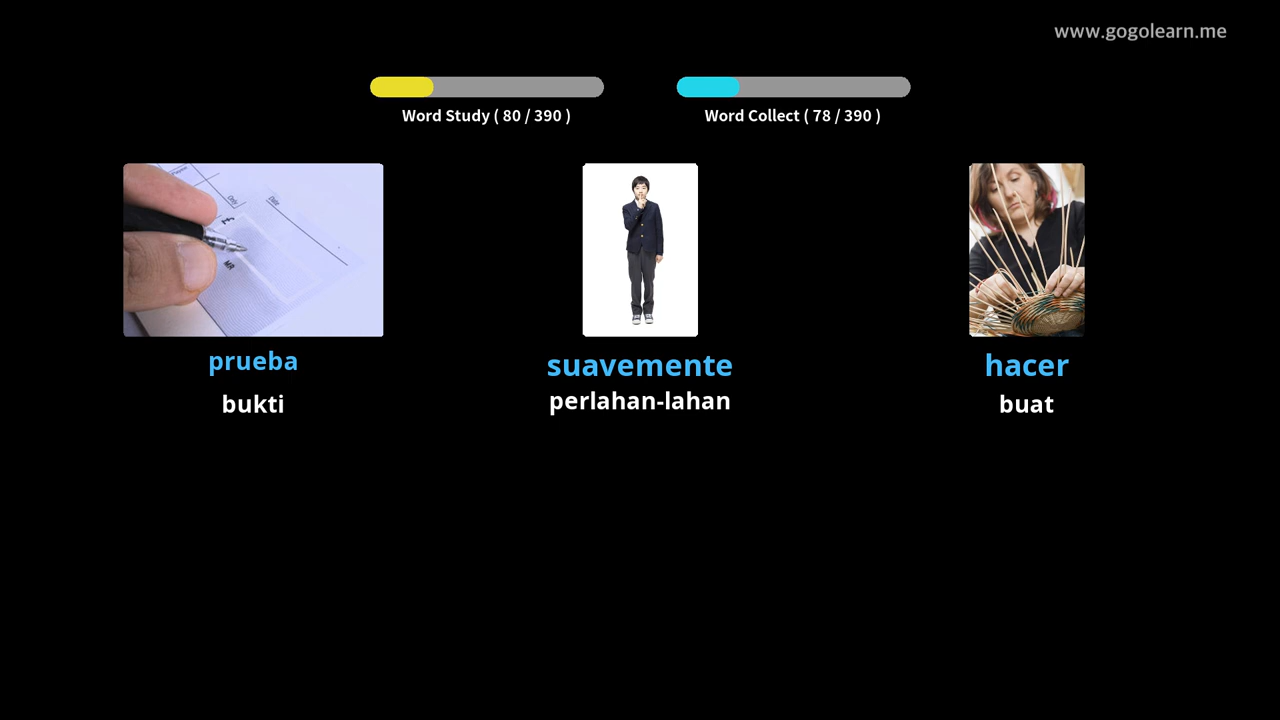 www.gogolearn.me
Word Study ( 80 / 390 )
Word Collect ( 78 / 390 )
prueba
suavemente
hacer
bukti
perlahan-lahan
buat